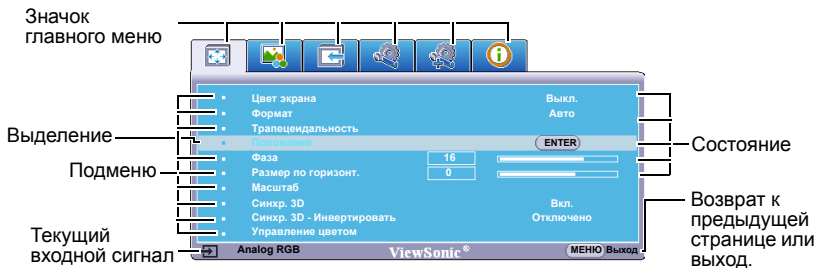 Значок
главного меню
Цвет экрана Выкл.
Формат Авто
Трапецеидальность
Выделение
Положение ENTER
Состояние
Фаза 16
Подменю
Размер по горизонт. 0
Масштаб
Синхр. 3D Вкл.
Синхр. 3D - Инвертировать Отключено
Управление цветом
Текущий
входной сигнал
Analog RGB ViewSonic® МЕНЮ Выход
Возврат к
предыдущей
странице или
выход.